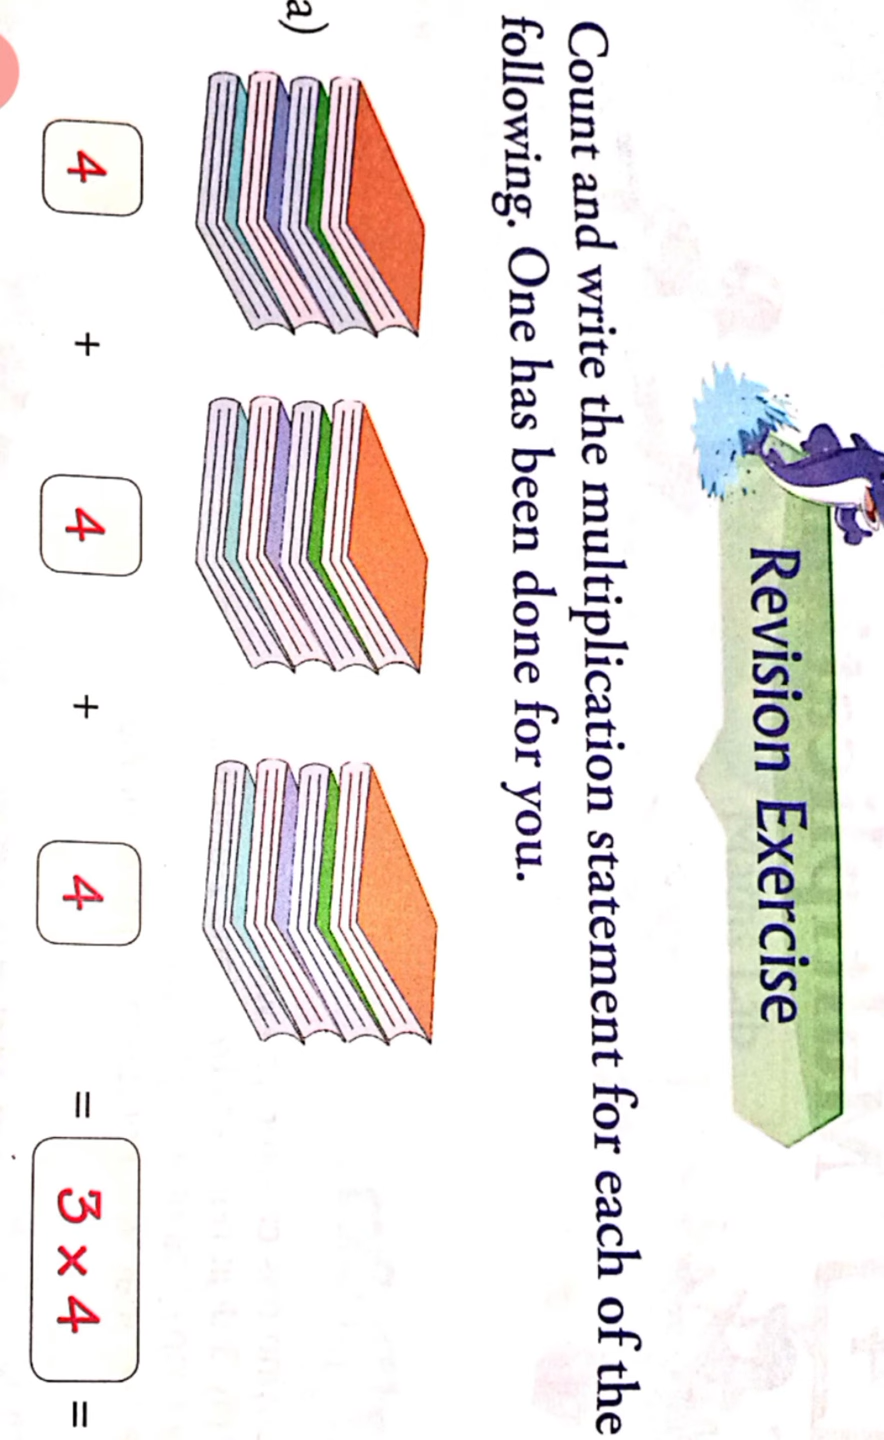 Revision Exercise
Count and write the multiplication statement for each of the
following. One has been done for you.
a)
4 + 4 + 4 = 3 × 4 =